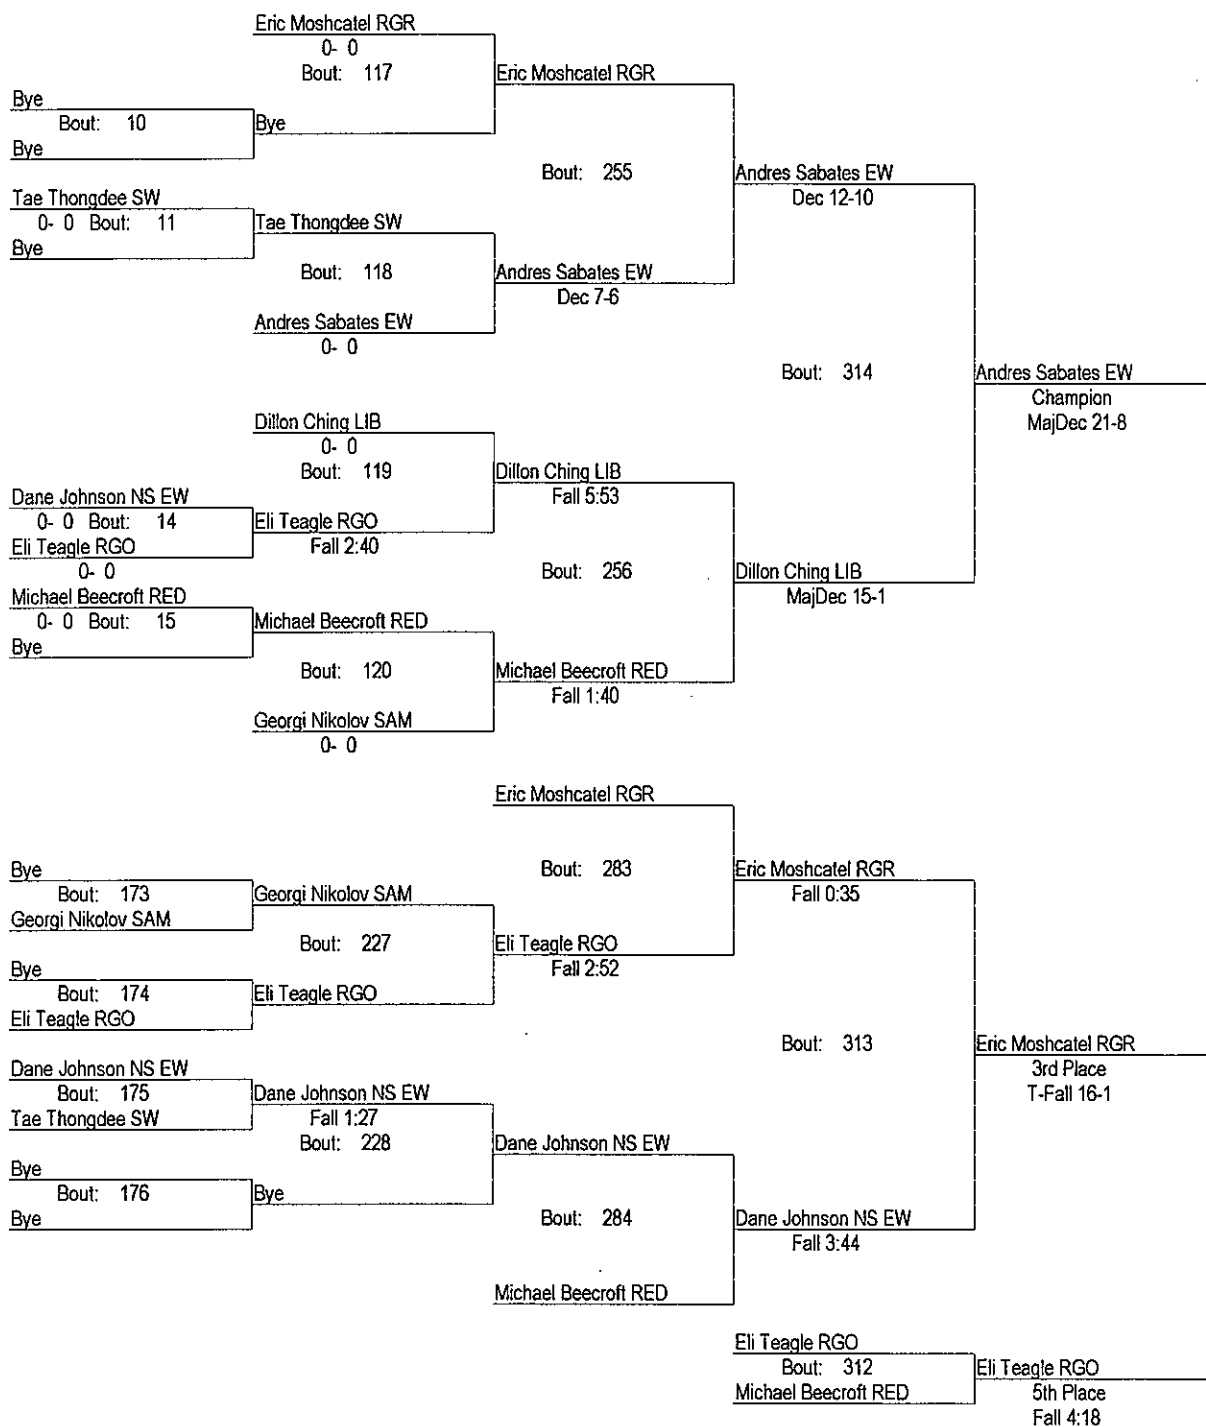 Eric Moshcatel RGR
0- 0
Bout: 117
Eric Moshcatel RGR
Bye
Bout: 10
Bye
Bye
Bout: 255
Andres Sabates EW
Dec 12-10
Tae Thongdee SW
0- 0 Bout: 11
Tae Thongdee SW
Bye
Bout: 118
Andres Sabates EW
Dec 7-6
Andres Sabates EW
0- 0
Bout: 314
Andres Sabates EW
Champion
MajDec 21-8
Dillon Ching LIB
0- 0
Bout: 119
Dillon Ching LIB
Fall 5:53
Dane Johnson NS EW
0- 0 Bout: 14
Eli Teagle RGO
Fall 2:40
Eli Teagle RGO
0- 0
Bout: 256
Dillon Ching LIB
MajDec 15-1
Michael Beecroft RED
0- 0 Bout: 15
Michael Beecroft RED
Bye
Bout: 120
Michael Beecroft RED
Fall 1:40
Georgi Nikolov SAM
0- 0
Eric Moshcatel RGR
Bout: 283
Eric Moshcatel RGR
Fall 0:35
Bye
Bout: 173
Georgi Nikolov SAM
Georgi Nikolov SAM
Bout: 227
Eli Teagle RGO
Fall 2:52
Bye
Bout: 174
Eli Teagle RGO
Eli Teagle RGO
Bout: 313
Eric Moshcatel RGR
3rd Place
T-Fall 16-1
Dane Johnson NS EW
Bout: 175
Dane Johnson NS EW
Fall 1:27
Tae Thongdee SW
Bout: 228
Dane Johnson NS EW
Bye
Bout: 176
Bye
Bye
Bout: 284
Dane Johnson NS EW
Fall 3:44
Michael Beecroft RED
Eli Teagle RGO
Bout: 312
Eli Teagle RGO
Michael Beecroft RED
5th Place
Fall 4:18